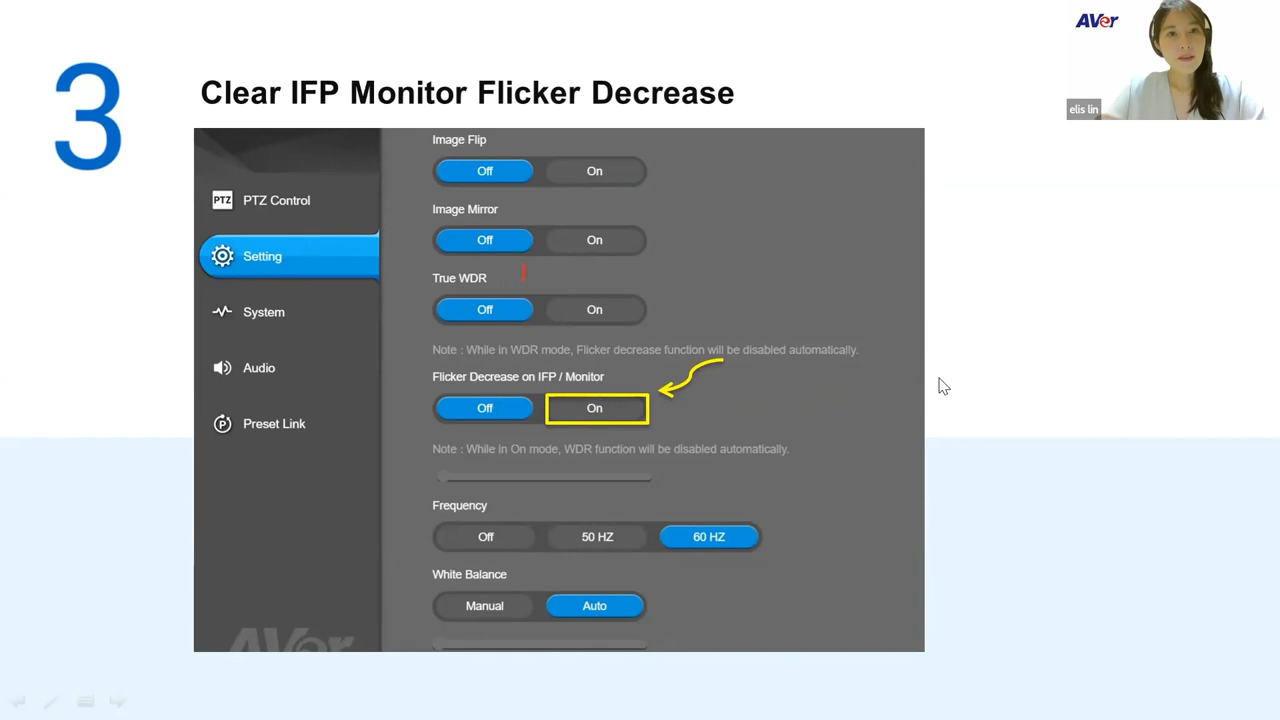 AVer
elis lin
3
Clear IFP Monitor Flicker Decrease
PTZ
PTZ Control
Setting
System
Audio
P
Preset Link
Image Flip
Off On
Image Mirror
Off On
True WDR
Off On
Note : While in WDR mode, Flicker decrease function will be disabled automatically.
Flicker Decrease on IFP / Monitor
Off On
Note : While in On mode, WDR function will be disabled automatically.
Frequency
Off 50 HZ 60 HZ
White Balance
Manual Auto
AVer